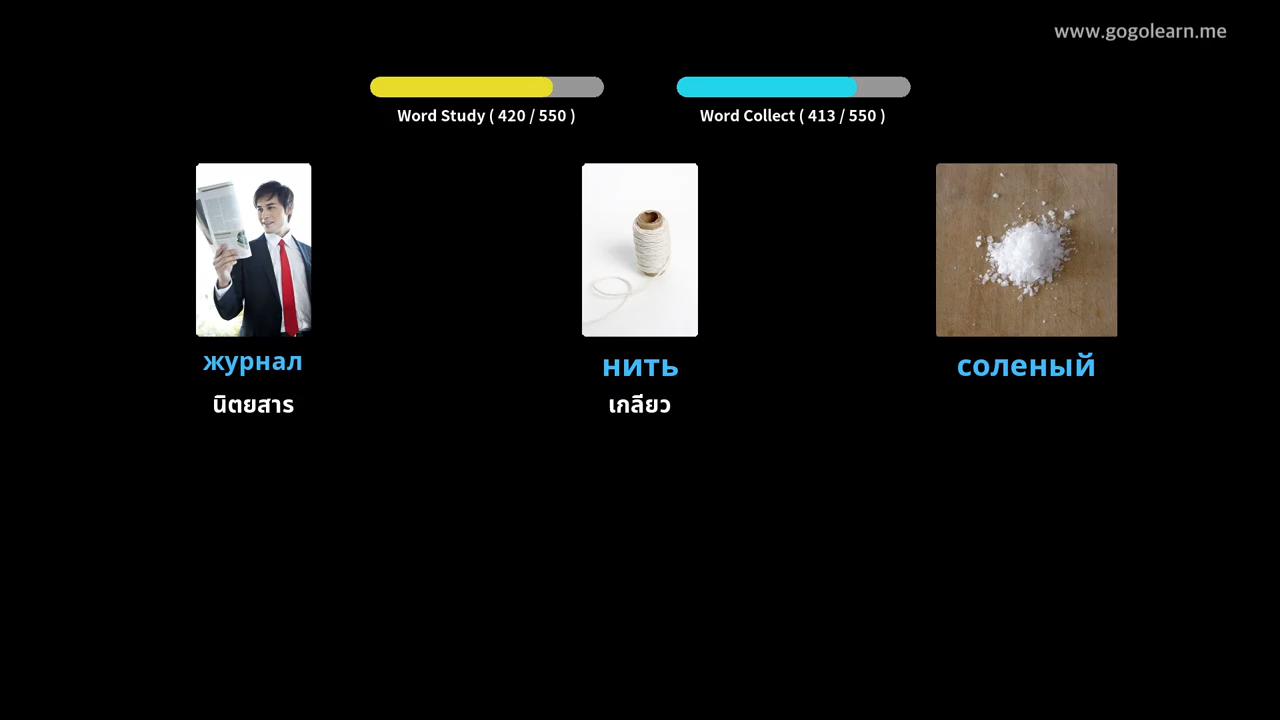 www.gogolearn.me
Word Study ( 420 / 550 )
Word Collect ( 413 / 550 )
журнал
нить
соленый
นิตยสาร
เกลียว